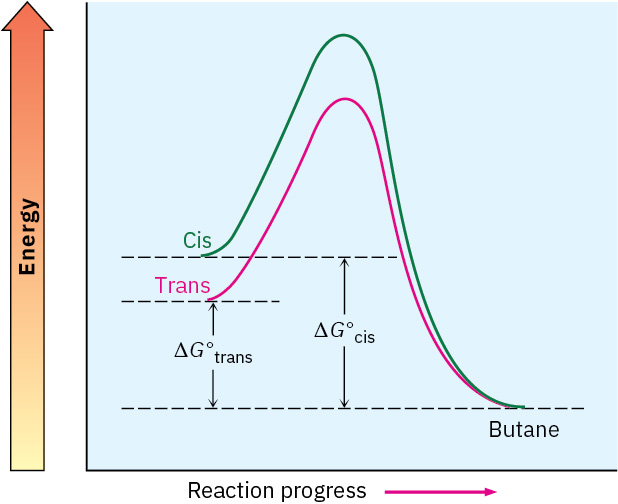 Energy
Cis
Trans
ΔG°trans
ΔG°cis
Butane
Reaction progress